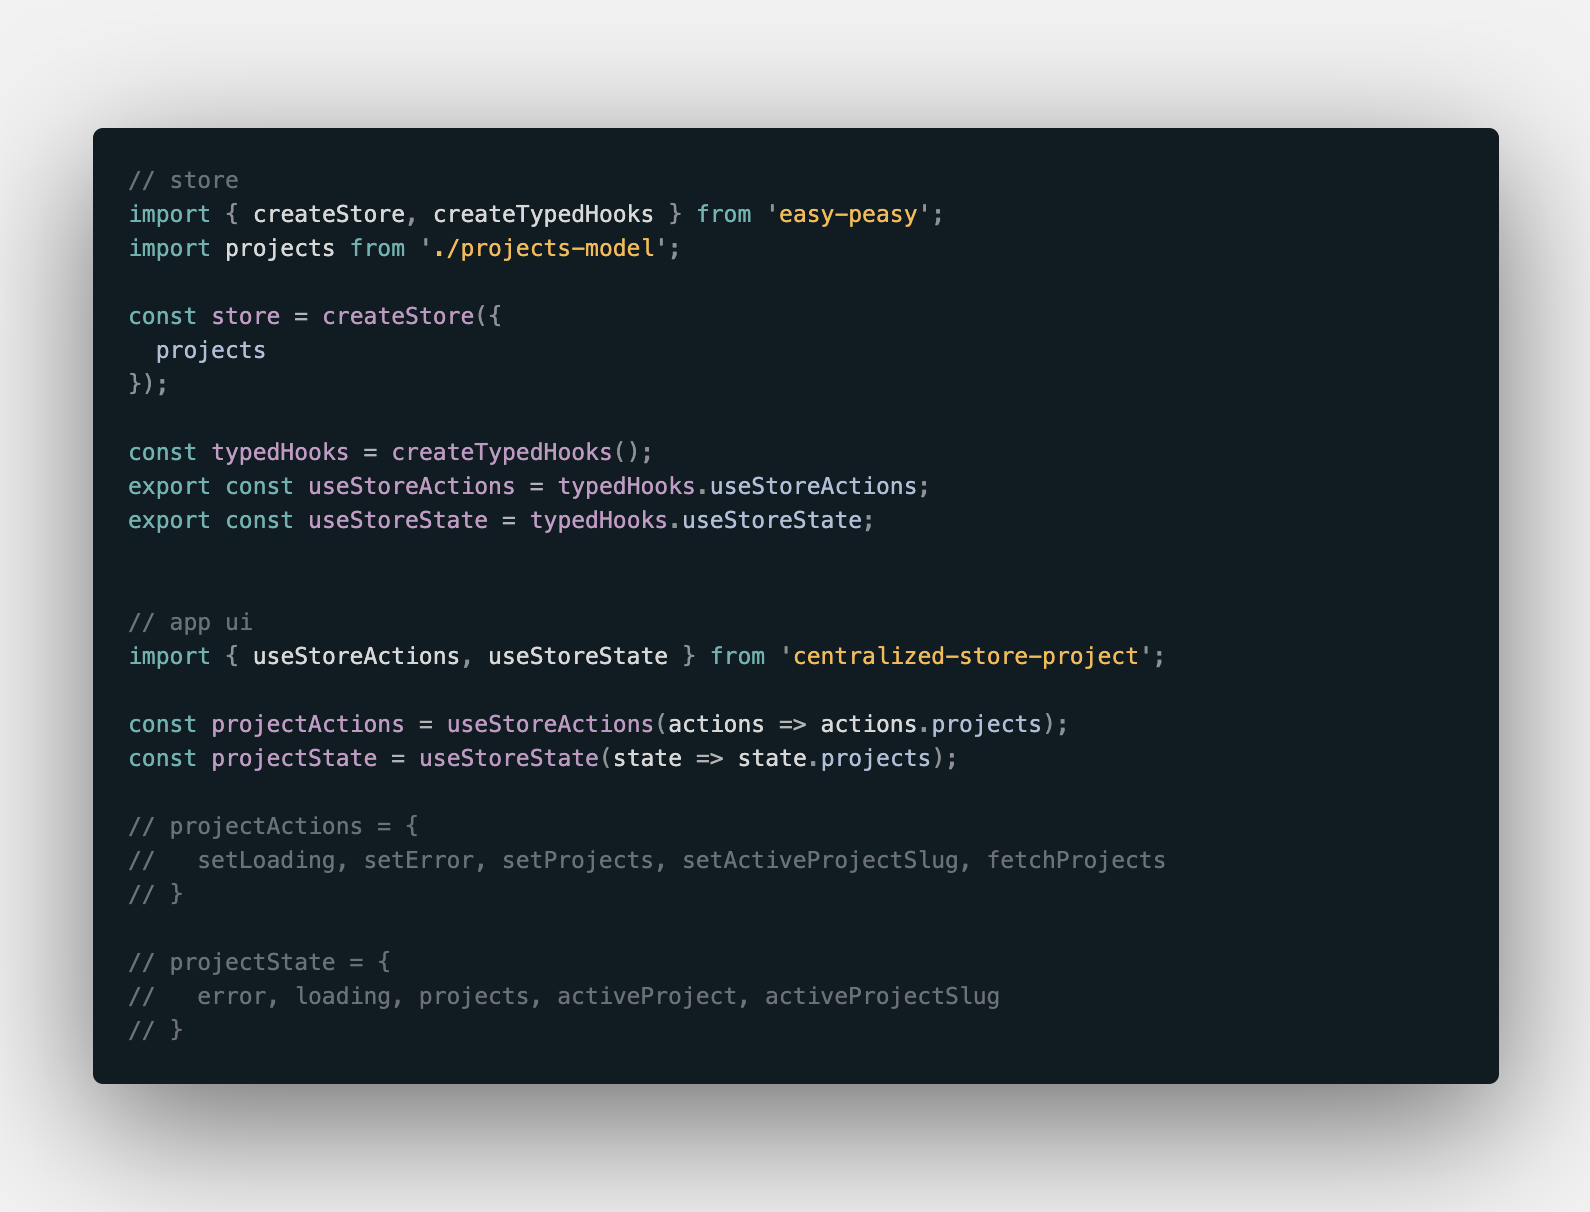 // store
import { createStore, createTypedHooks } from 'easy-peasy';
import projects from './projects-model';

const store = createStore({
  projects
});

const typedHooks = createTypedHooks();
export const useStoreActions = typedHooks.useStoreActions;
export const useStoreState = typedHooks.useStoreState;


// app ui
import { useStoreActions, useStoreState } from 'centralized-store-project';

const projectActions = useStoreActions(actions => actions.projects);
const projectState = useStoreState(state => state.projects);

// projectActions = {
//   setLoading, setError, setProjects, setActiveProjectSlug, fetchProjects
// }

// projectState = {
//   error, loading, projects, activeProject, activeProjectSlug
// }